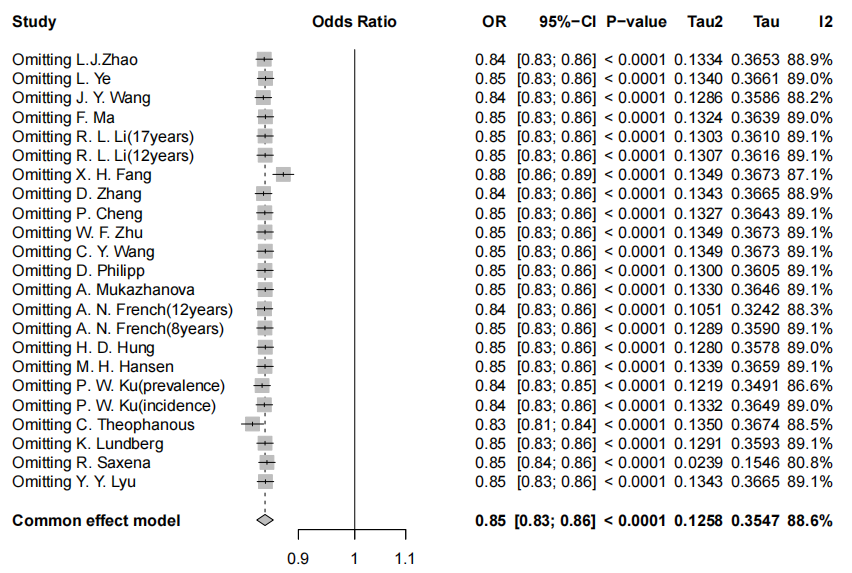 Study Odds Ratio OR 95%−CI P−value Tau2 Tau I2
Omitting L.J.Zhao 0.84 [0.83; 0.86] < 0.0001 0.1334 0.3653 88.9%
Omitting L. Ye 0.85 [0.83; 0.86] < 0.0001 0.1340 0.3661 89.0%
Omitting J. Y. Wang 0.84 [0.83; 0.86] < 0.0001 0.1286 0.3586 88.2%
Omitting F. Ma 0.85 [0.83; 0.86] < 0.0001 0.1324 0.3639 89.0%
Omitting R. L. Li(17years) 0.85 [0.83; 0.86] < 0.0001 0.1303 0.3610 89.1%
Omitting R. L. Li(12years) 0.85 [0.83; 0.86] < 0.0001 0.1307 0.3616 89.1%
Omitting X. H. Fang 0.88 [0.86; 0.89] < 0.0001 0.1349 0.3673 87.1%
Omitting D. Zhang 0.84 [0.83; 0.86] < 0.0001 0.1343 0.3665 88.9%
Omitting P. Cheng 0.85 [0.83; 0.86] < 0.0001 0.1327 0.3643 89.1%
Omitting W. F. Zhu 0.85 [0.83; 0.86] < 0.0001 0.1349 0.3673 89.1%
Omitting C. Y. Wang 0.85 [0.83; 0.86] < 0.0001 0.1349 0.3673 89.1%
Omitting D. Philipp 0.85 [0.83; 0.86] < 0.0001 0.1300 0.3605 89.1%
Omitting A. Mukazhanova 0.85 [0.83; 0.86] < 0.0001 0.1330 0.3646 89.1%
Omitting A. N. French(12years) 0.84 [0.83; 0.86] < 0.0001 0.1051 0.3242 88.3%
Omitting A. N. French(8years) 0.85 [0.83; 0.86] < 0.0001 0.1289 0.3590 89.1%
Omitting H. D. Hung 0.85 [0.83; 0.86] < 0.0001 0.1280 0.3578 89.0%
Omitting M. H. Hansen 0.85 [0.83; 0.86] < 0.0001 0.1339 0.3659 89.1%
Omitting P. W. Ku(prevalence) 0.84 [0.83; 0.85] < 0.0001 0.1219 0.3491 86.6%
Omitting P. W. Ku(incidence) 0.84 [0.83; 0.86] < 0.0001 0.1332 0.3649 89.0%
Omitting C. Theophanous 0.83 [0.81; 0.84] < 0.0001 0.1350 0.3674 88.5%
Omitting K. Lundberg 0.85 [0.83; 0.86] < 0.0001 0.1291 0.3593 89.1%
Omitting R. Saxena 0.85 [0.84; 0.86] < 0.0001 0.0239 0.1546 80.8%
Omitting Y. Y. Lyu 0.85 [0.83; 0.86] < 0.0001 0.1343 0.3665 89.1%
Common effect model 0.85 [0.83; 0.86] < 0.0001 0.1258 0.3547 88.6%
0.9 1 1.1